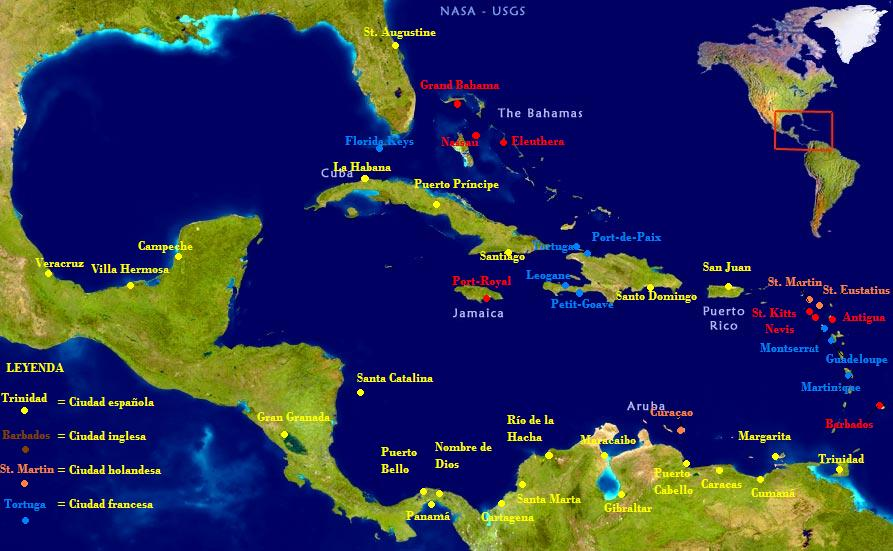 NASA - USGS
St. Augustine
Grand Bahama
The Bahamas
Florida Keys
Nassau
Eleuthera
La Habana
Cuba
Puerto Príncipe
Port-de-Paix
Tortuga
Campeche
Santiago
Veracruz
Villa Hermosa
San Juan
Leogane
Port-Royal
St. Martin
St. Eustatius
Santo Domingo
Petit-Goave
Jamaica
Puerto
Rico
St. Kitts
Nevis
Antigua
Montserrat
Guadeloupe
LEYENDA
Santa Catalina
Martinique
Trinidad
= Ciudad española
Aruba
Curaçao
Gran Granada
Río de la
Hacha
Barbados
Barbados
= Ciudad inglesa
Maracaibo
Margarita
Puerto
Bello
Nombre de
Dios
St. Martin
= Ciudad holandesa
Trinidad
Puerto
Cabello
Caracas
Cumaná
Santa Marta
Tortuga
= Ciudad francesa
Gibraltar
Panamá
Cartagena